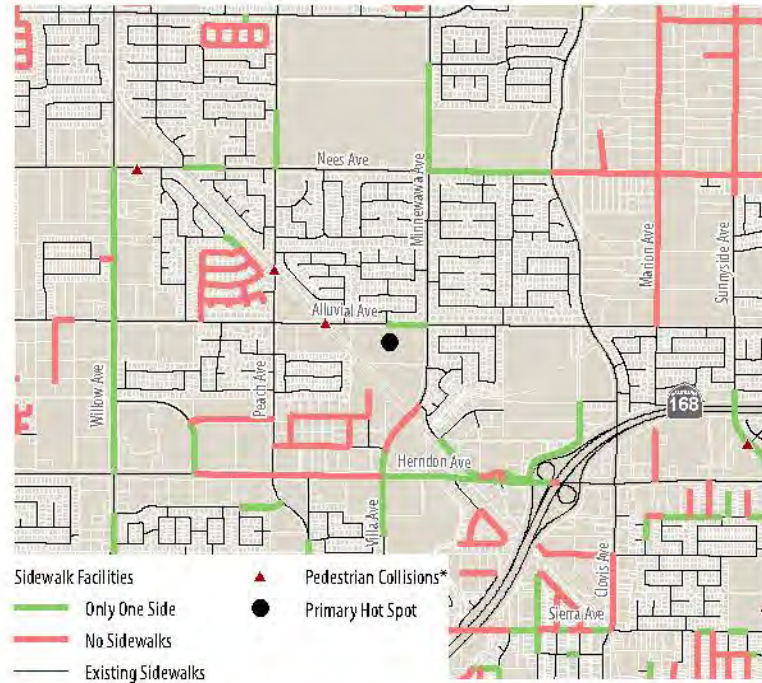 Nees Ave
Minnewawa Ave
Marion Ave
Sunnyside Ave
Alluvial Ave
Willow Ave
Peach Ave
168
Herndon Ave
Villa Ave
Clovis Ave
Sierra Ave
Sidewalk Facilities
Only One Side
No Sidewalks
Existing Sidewalks
Pedestrian Collisions*
Primary Hot Spot